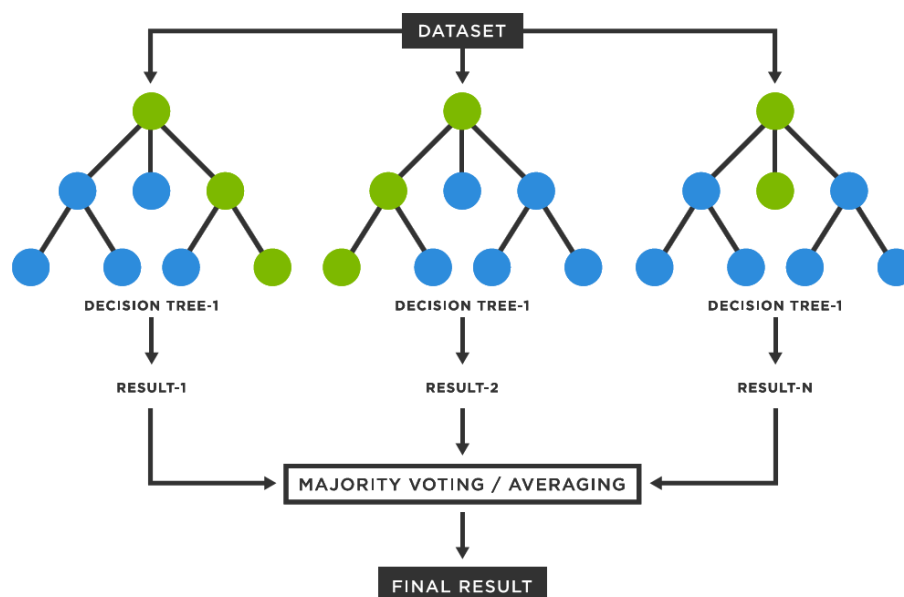 DATASET
DECISION TREE-1
DECISION TREE-1
DECISION TREE-1
RESULT-1
RESULT-2
RESULT-N
MAJORITY VOTING / AVERAGING
FINAL RESULT